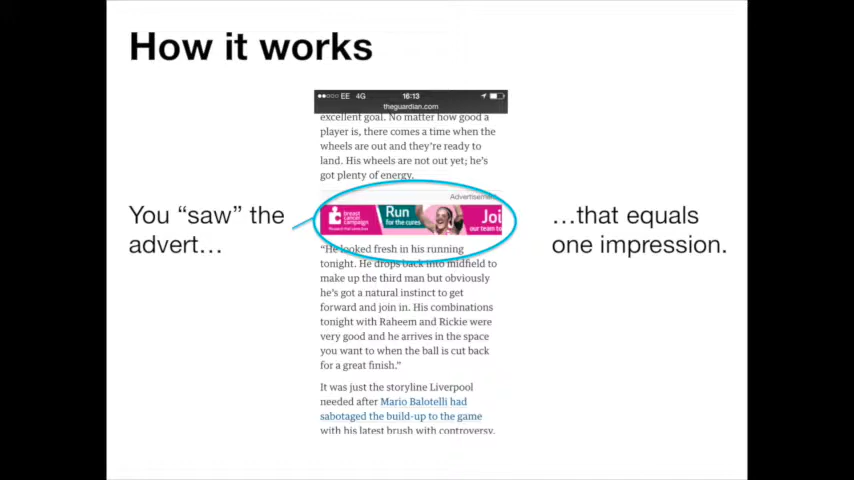 How it works
EE 4G 16:13
theguardian.com
excellent goal. No matter how good a
player is, there comes a time when the
wheels are out and they're ready to
land. His wheels are not out yet; he's
got plenty of energy.
Advertisement
breast
cancer
campaign
Run
for the cures
Joi
our team to
You “saw” the
advert…
…that equals
one impression.
“He looked fresh in his running
tonight. He drops back into midfield to
make up the third man but obviously
he's got a natural instinct to get
forward and join in. His combinations
tonight with Raheem and Rickie were
very good and he arrives in the space
you want to when the ball is cut back
for a great finish.”
It was just the storyline Liverpool
needed after Mario Balotelli had
sabotaged the build-up to the game
with his latest brush with controversy.